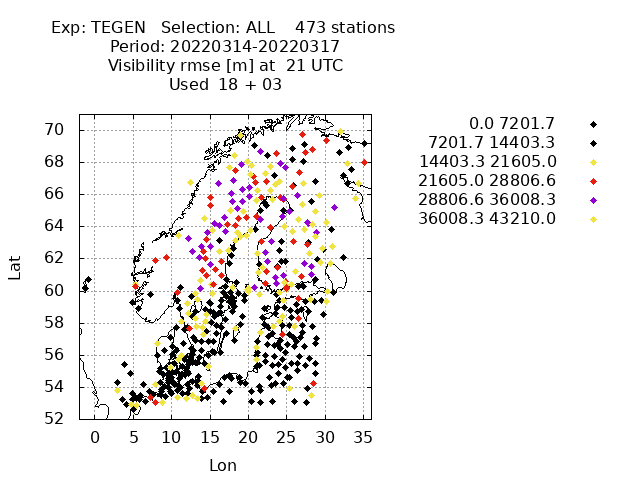 Exp: TEGEN   Selection: ALL    473 stations
Period: 20220314-20220317
Visibility rmse [m] at  21 UTC
Used  18 + 03
0.0 7201.7
7201.7 14403.3
14403.3 21605.0
21605.0 28806.6
28806.6 36008.3
36008.3 43210.0
70
68
66
64
62
60
58
56
54
52
Lat
0 5 10 15 20 25 30 35
Lon